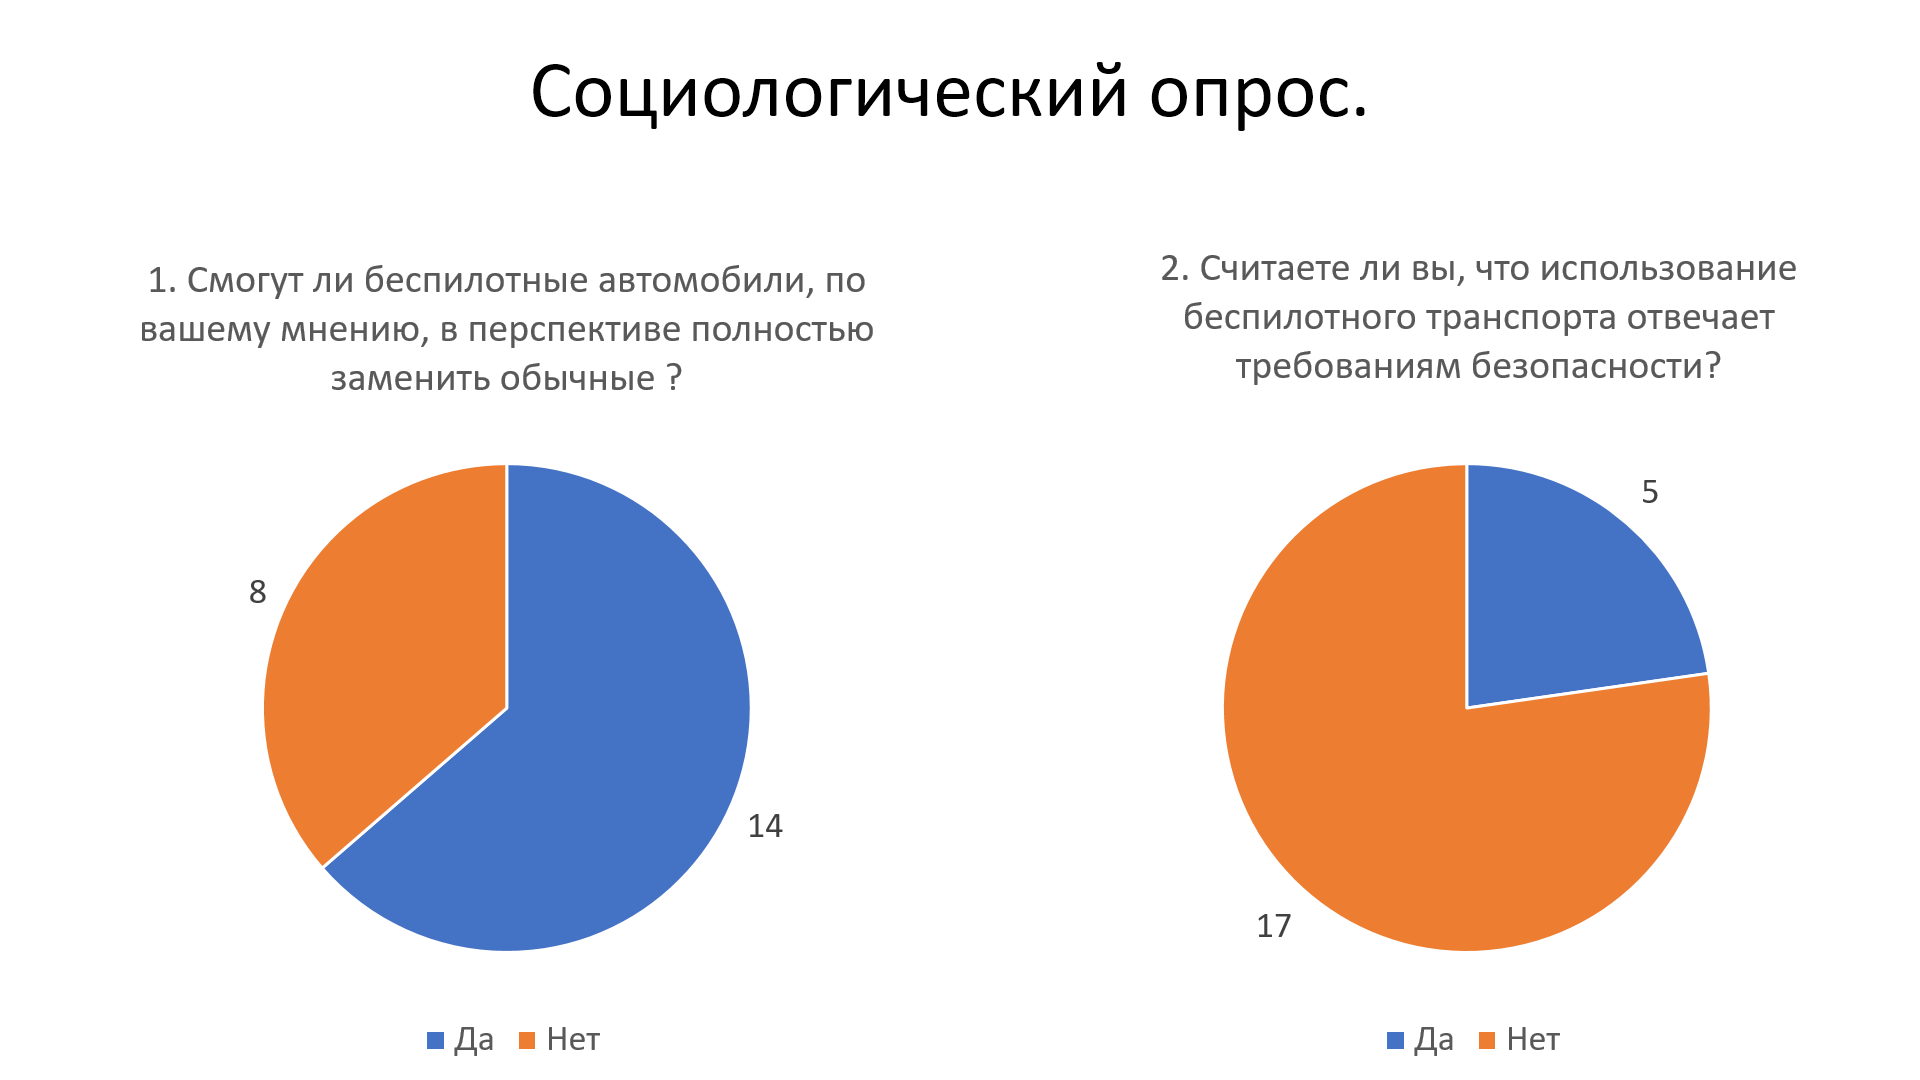 Социологический опрос.
1. Смогут ли беспилотные автомобили, по
вашему мнению, в перспективе полностью
заменить обычные ?
8
14
Да
Нет
2. Считаете ли вы, что использование
беспилотного транспорта отвечает
требованиям безопасности?
5
17
Да
Нет